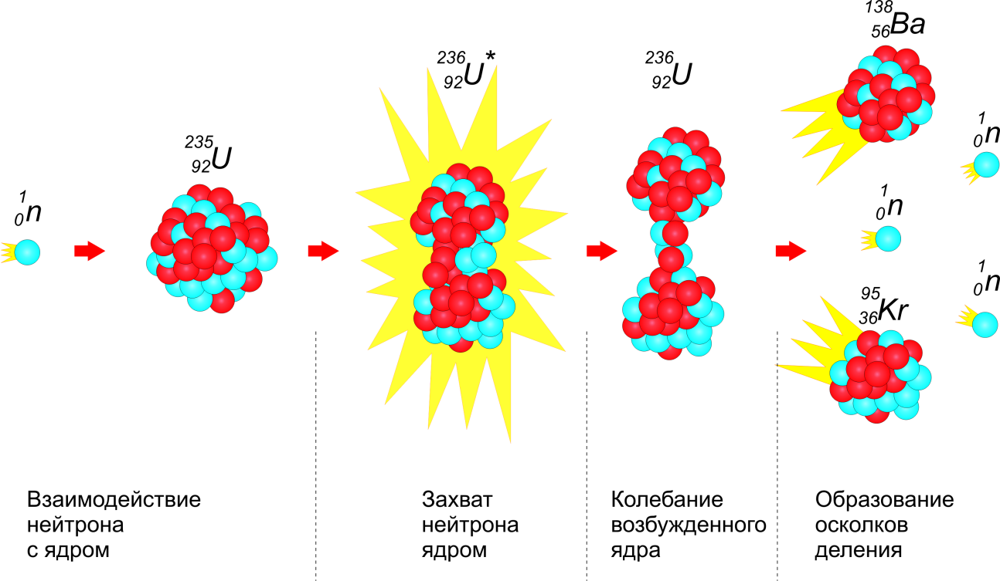 1
0n
235
92U
236
92U*
236
92U
138
56Ba
1
0n
1
0n
95
36Kr
1
0n
Взаимодействие
нейтрона
с ядром
Захват
нейтрона
ядром
Колебание
возбужденного
ядра
Образование
осколков
деления